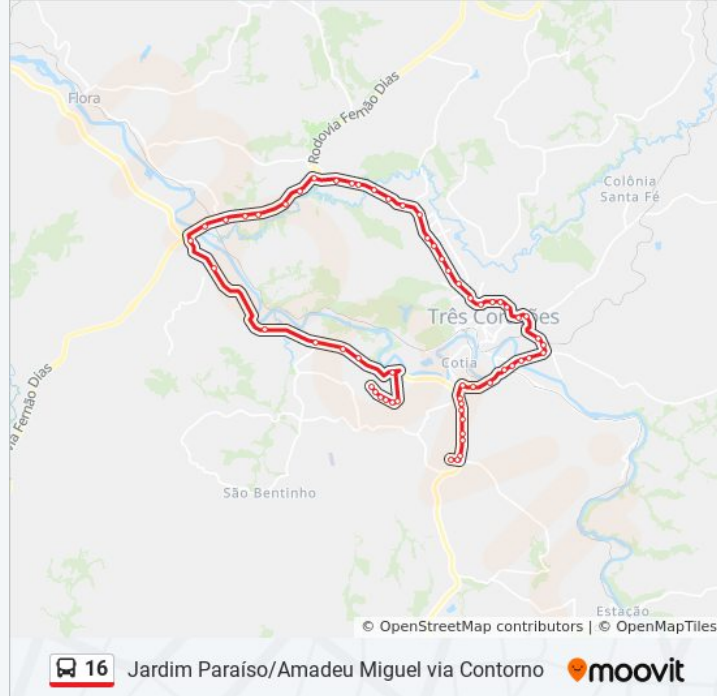 Flora
Rodovia Fernão Dias
Colônia
Santa Fé
Três Corações
Cotia
via Fernão Dias
São Bentinho
Estação
© OpenStreetMap contributors | © OpenMapTiles
16 Jardim Paraíso/Amadeu Miguel via Contorno moovit